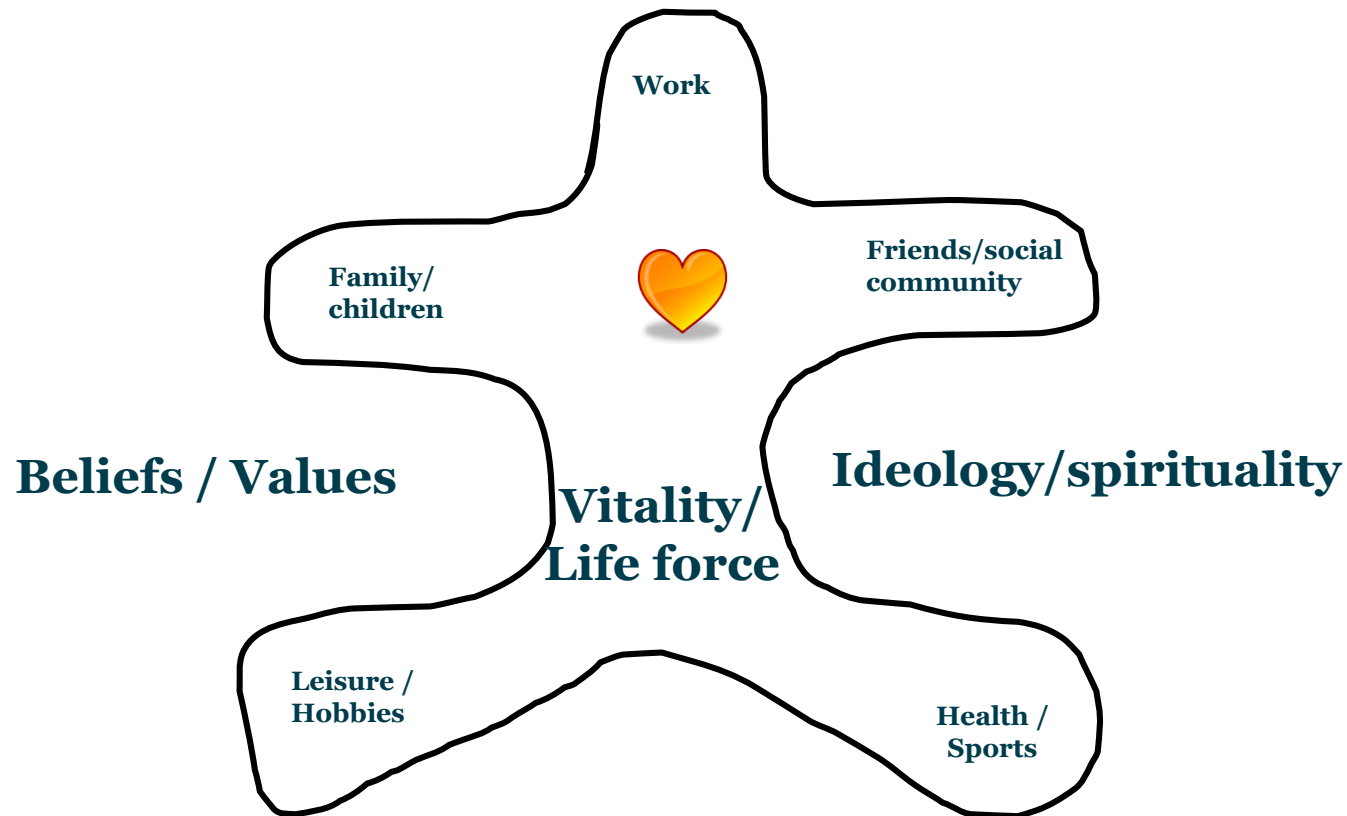 Work
Friends/social
community
Family/
children
Beliefs / Values
Ideology/spirituality
Vitality/
Life force
Leisure /
Hobbies
Health /
Sports